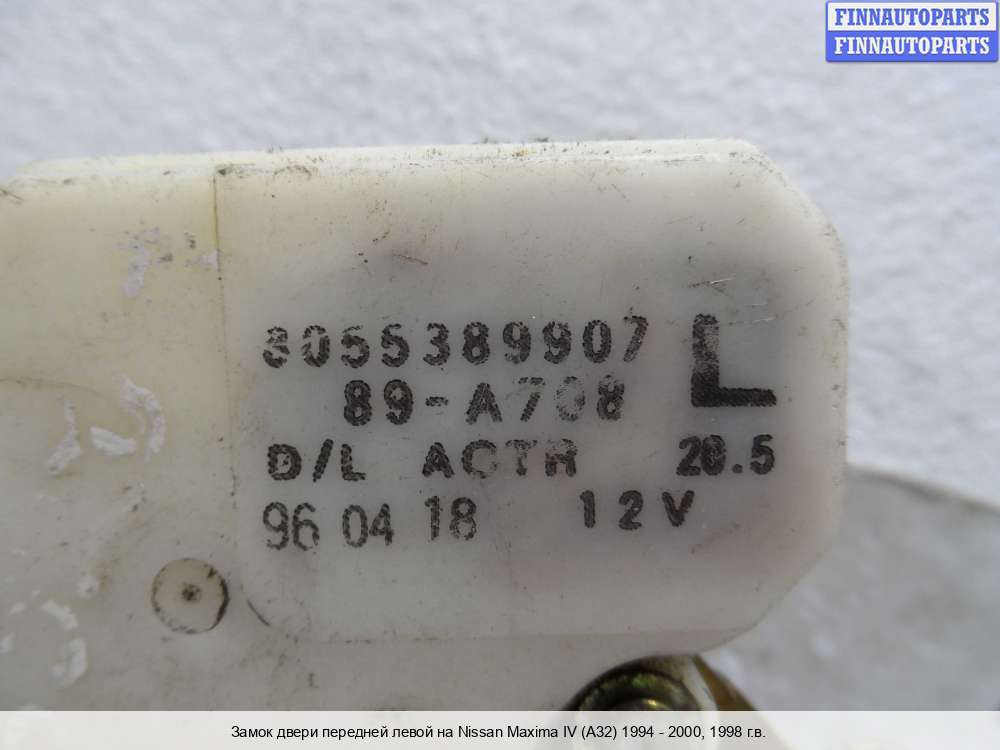 FINNAUTOPARTS
FINNAUTOPARTS
8055389907 L
89-A708
D/L ACTR 28.5
96 04 18 12V
Замок двери передней левой на Nissan Maxima IV (A32) 1994 - 2000, 1998 г.в.